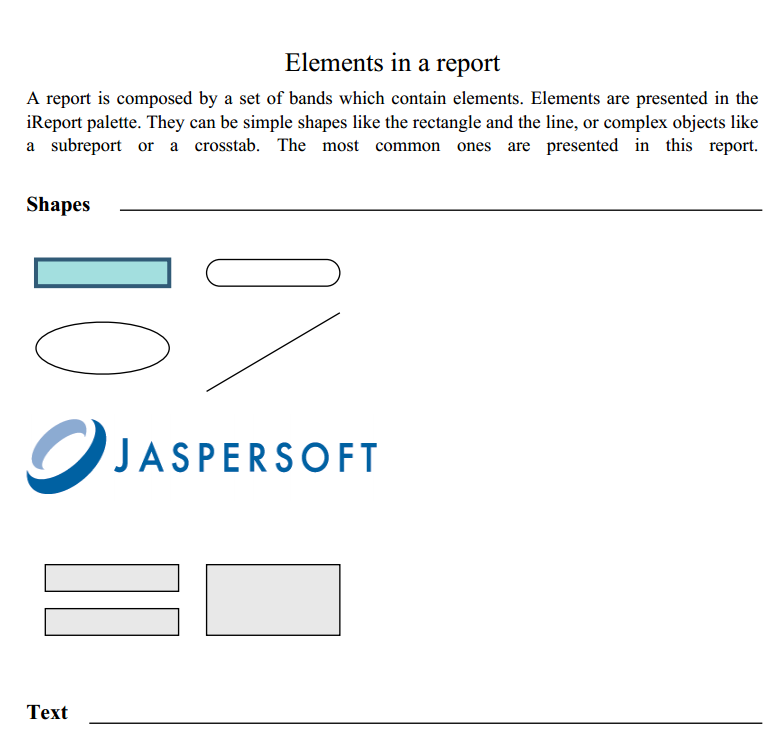 Elements in a report
A report is composed by a set of bands which contain elements. Elements are presented in the
iReport palette. They can be simple shapes like the rectangle and the line, or complex objects like
a subreport or a crosstab. The most common ones are presented in this report.
Shapes
JASPERSOFT
Text